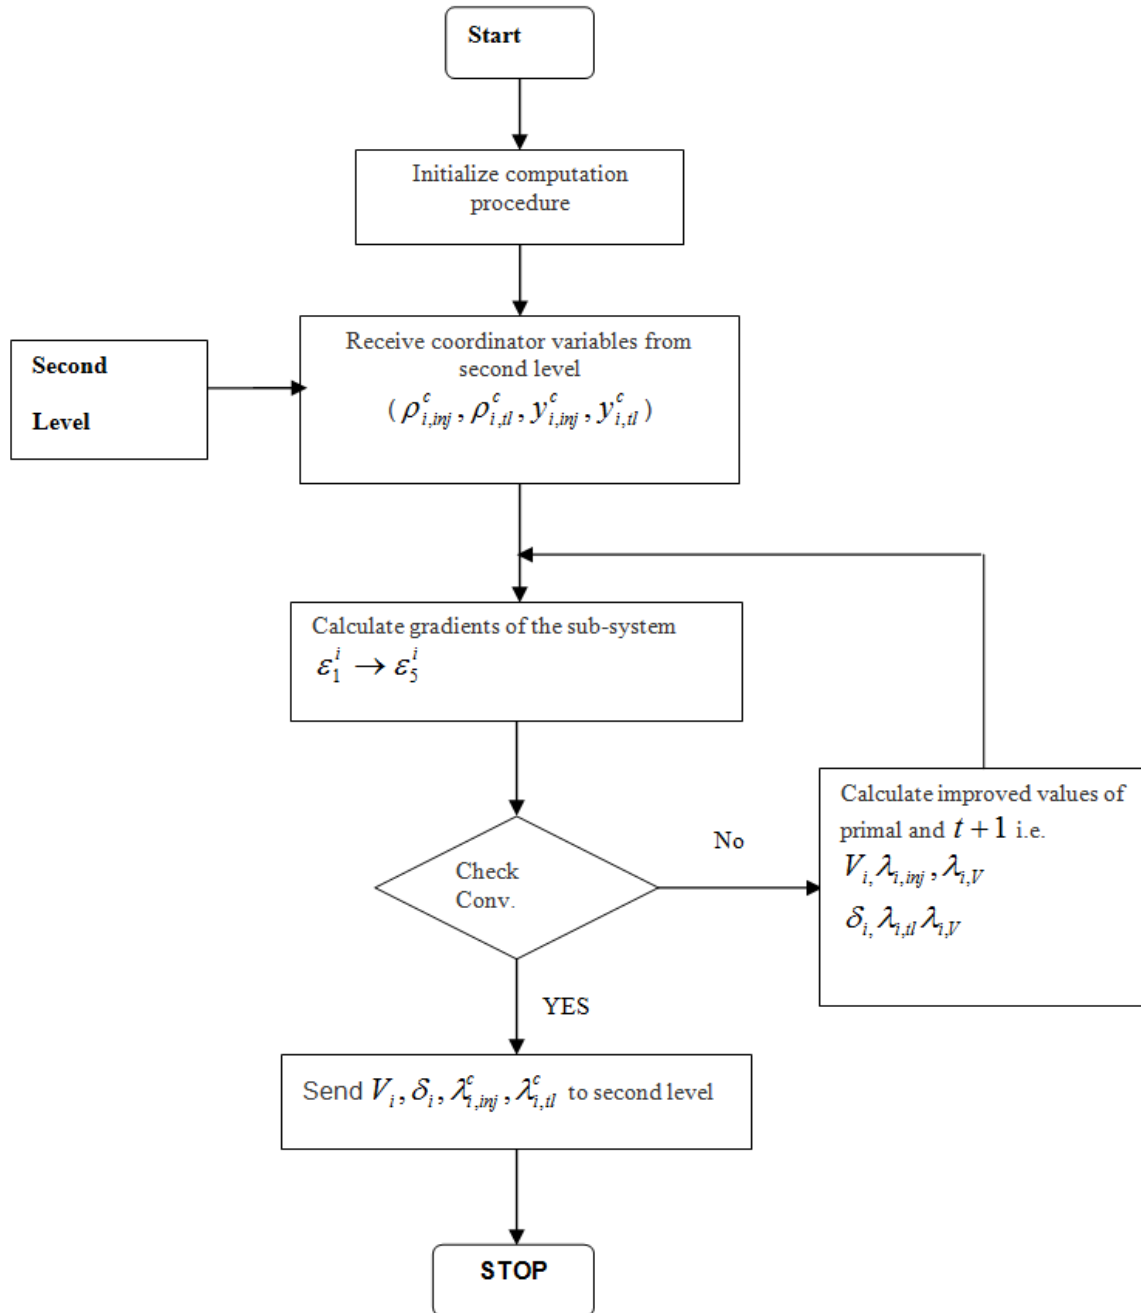 Start
Initialize computation
procedure
Receive coordinator variables from
second level
( ρ^c_{i,inj} , ρ^c_{i,tl} , y^c_{i,inj} , y^c_{i,tl} )
Second
Level
Calculate gradients of the sub-system
ε^i_1 → ε^i_5
Check
Conv.
No
Calculate improved values of
primal and t + 1 i.e.
V_{i,} λ_{i,inj} , λ_{i,V}
δ_{i,} λ_{i,tl} λ_{i,V}
YES
Send V_i , δ_i , λ^c_{i,inj} , λ^c_{i,tl} to second level
STOP